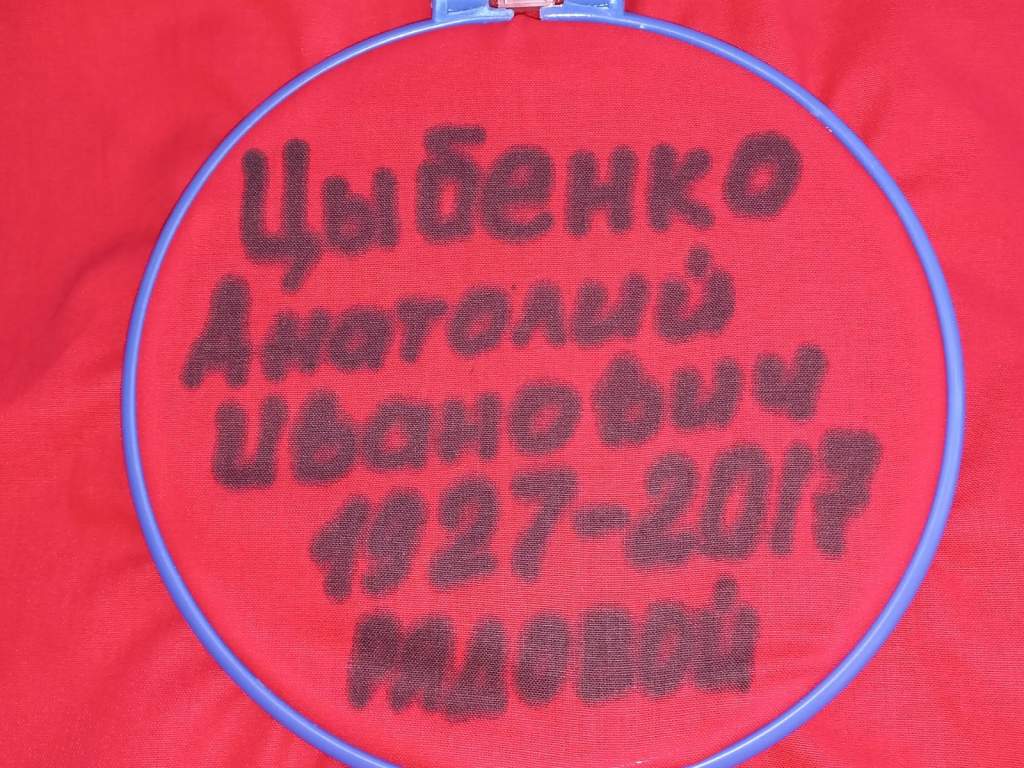 Цыбенко
Анатолий
Иванович
1927-2017
РЯДОВОЙ